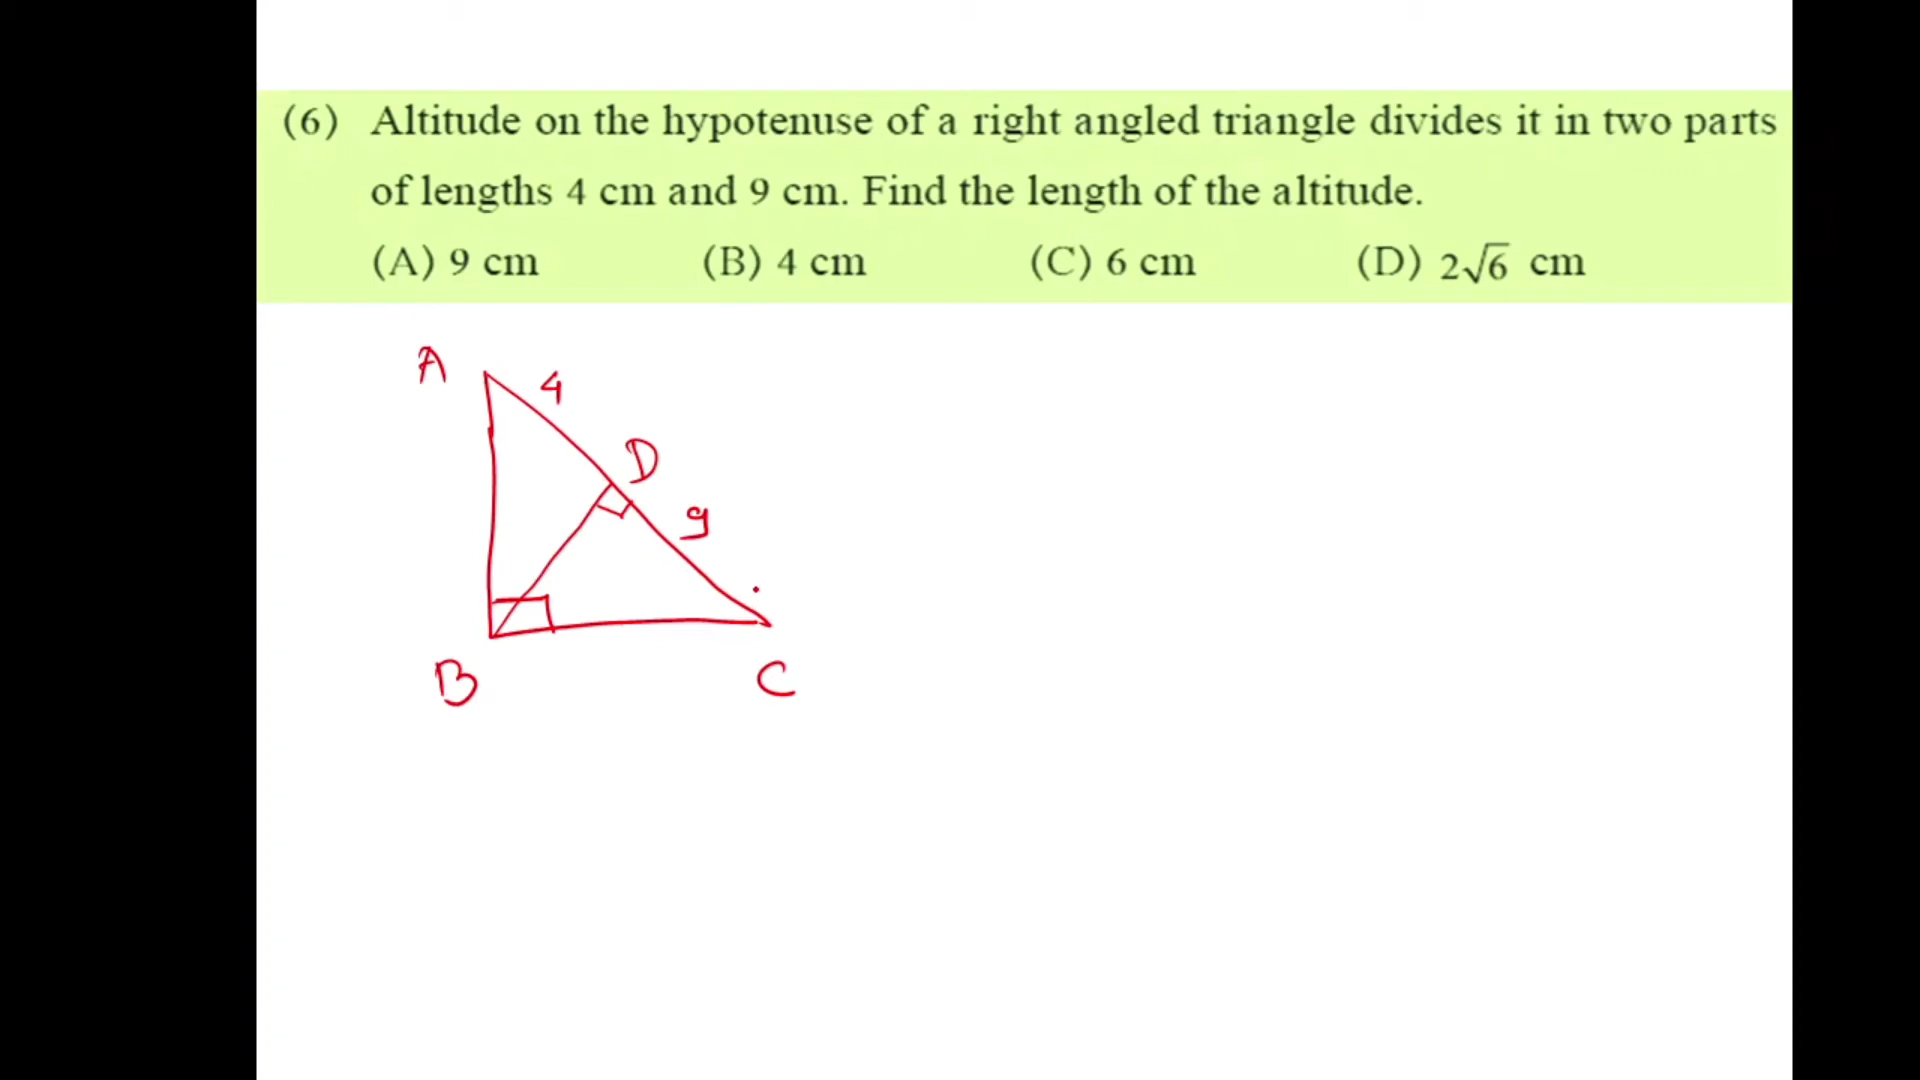 (6) Altitude on the hypotenuse of a right angled triangle divides it in two parts
of lengths 4 cm and 9 cm. Find the length of the altitude.
(A) 9 cm (B) 4 cm (C) 6 cm (D) 2√6 cm
A
4
D
9
B
C